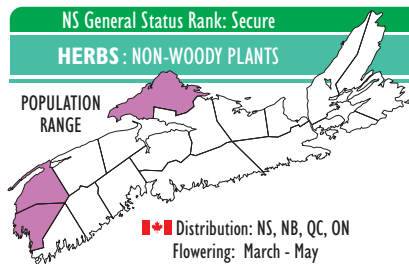 NS General Status Rank: Secure
HERBS : NON-WOODY PLANTS
POPULATION
RANGE
Distribution: NS, NB, QC, ON
Flowering: March - May